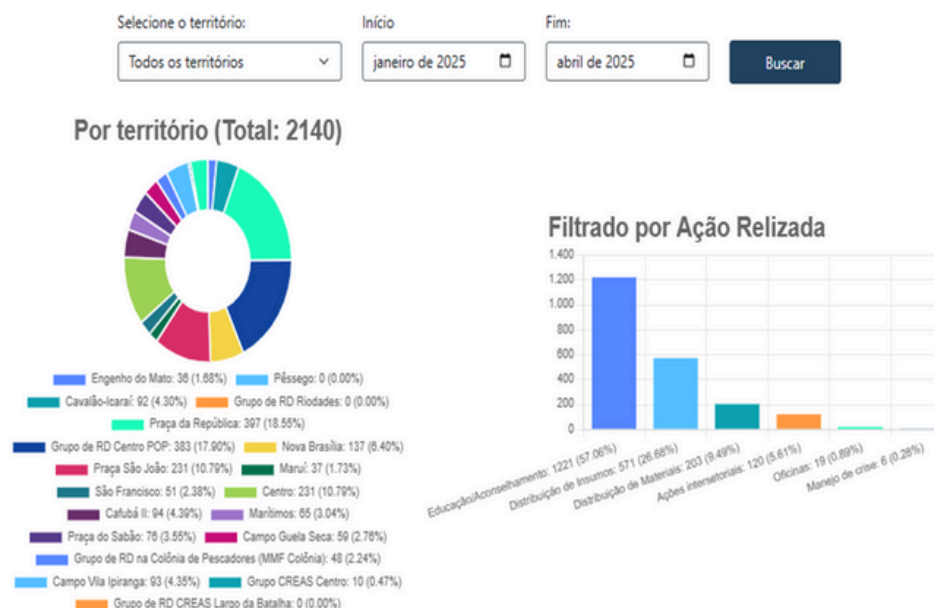 Selecione o território:
Início
Fim:
Todos os territórios
janeiro de 2025
abril de 2025
Buscar
Por território (Total: 2140)
Engenho do Mato: 36 (1.68%)
Pêssego: 0 (0.00%)
Cavalão-Icaraí: 92 (4.30%)
Grupo de RD Riodades: 0 (0.00%)
Praça da República: 397 (18.55%)
Grupo de RD Centro POP: 383 (17.90%)
Nova Brasília: 137 (6.40%)
Praça São João: 231 (10.79%)
Maruí: 37 (1.73%)
São Francisco: 51 (2.38%)
Centro: 231 (10.79%)
Cafubá II: 94 (4.39%)
Marítimos: 65 (3.04%)
Praça do Sabão: 76 (3.55%)
Campo Guela Seca: 59 (2.76%)
Grupo de RD na Colônia de Pescadores (MMF Colônia): 48 (2.24%)
Campo Vila Ipiranga: 93 (4.35%)
Grupo CREAS Centro: 10 (0.47%)
Grupo de RD CREAS Largo da Batalha: 0 (0.00%)
Filtrado por Ação Relizada
1.400
1.200
1.000
800
600
400
200
0
Educação/Aconselhamento: 1221 (57.06%)
Distribuição de Insumos: 571 (26.68%)
Distribuição de Materiais: 203 (9.49%)
Ações intersetoriais: 120 (5.61%)
Oficinas: 19 (0.89%)
Manejo de crise: 6 (0.28%)